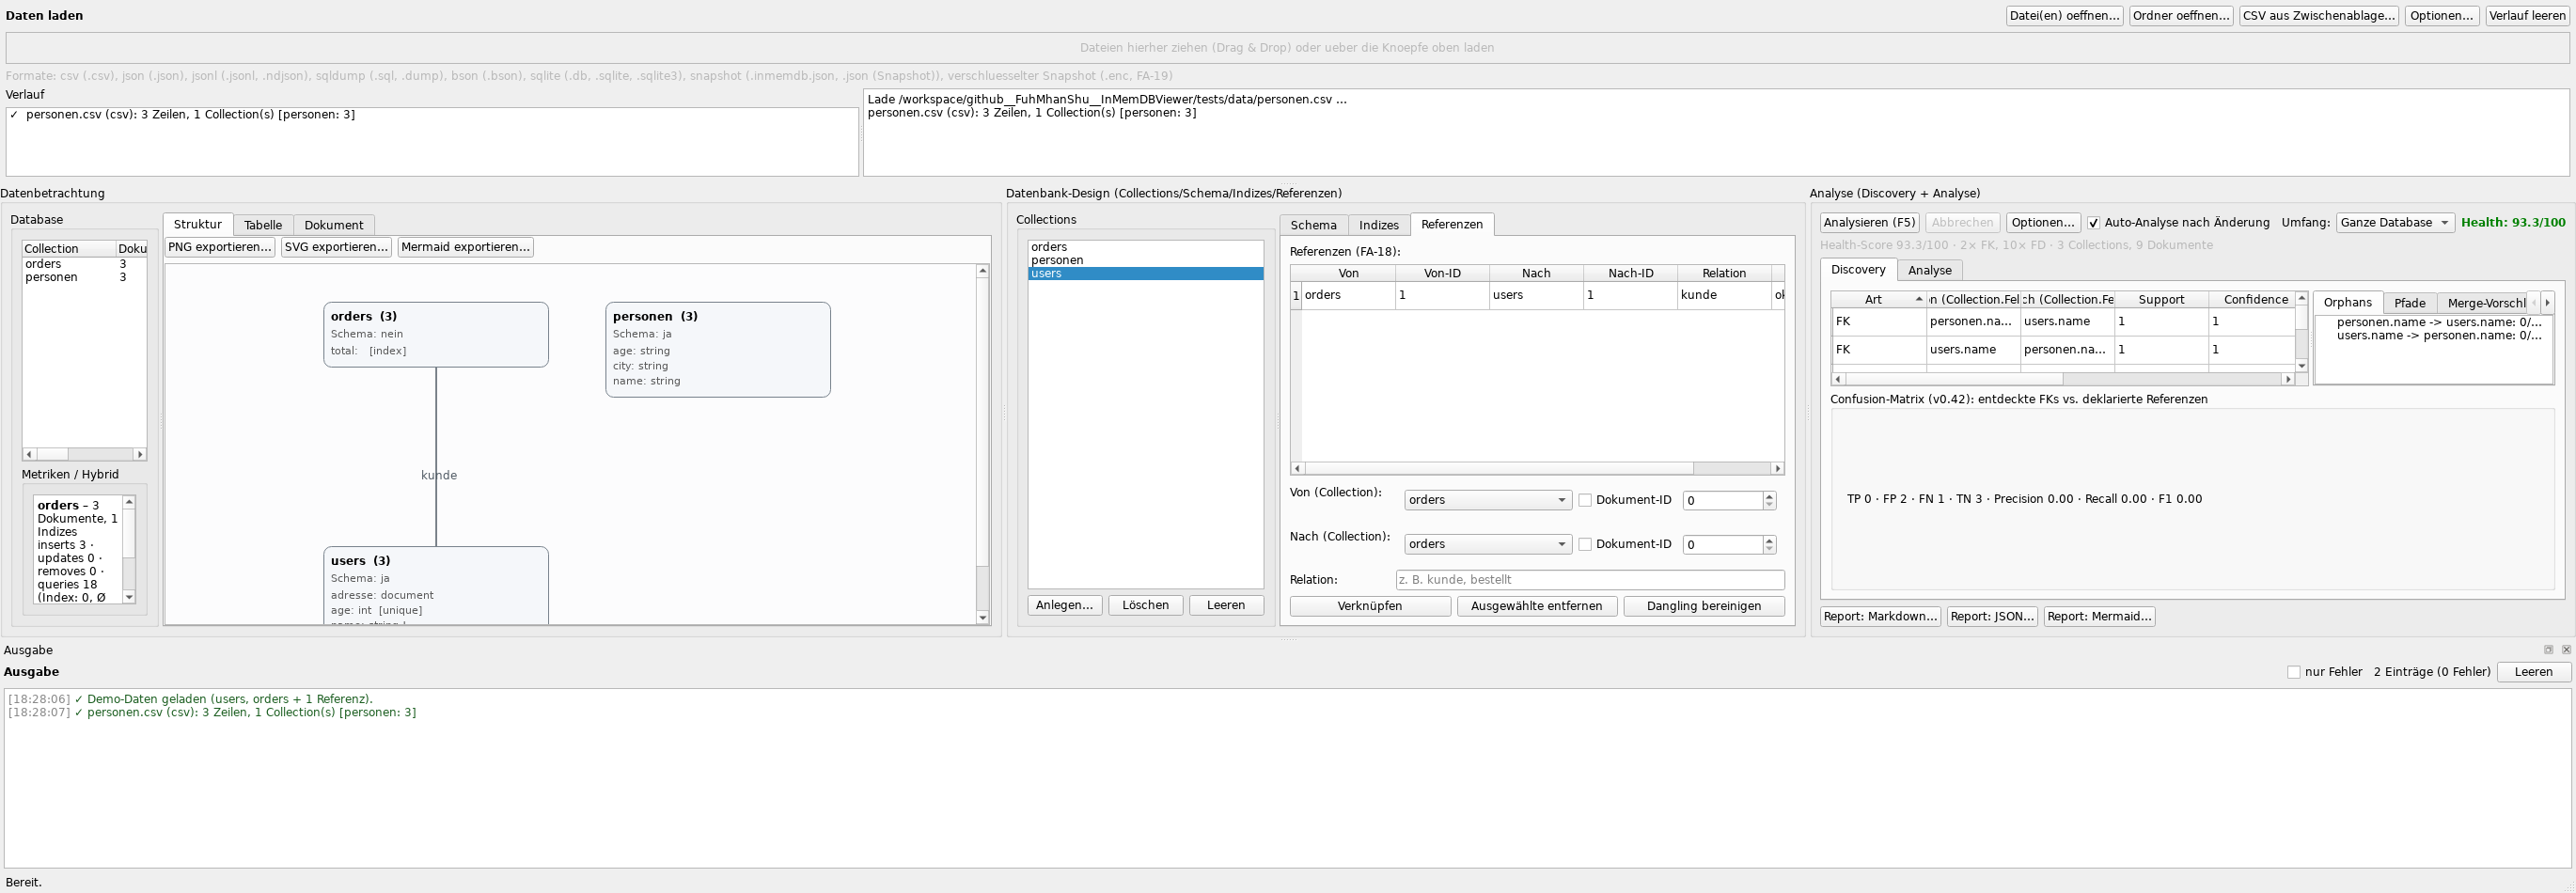 Daten laden
Datei(en) oeffnen...
Ordner oeffnen...
CSV aus Zwischenablage...
Optionen...
Verlauf leeren
Dateien hierher ziehen (Drag & Drop) oder ueber die Knoepfe oben laden
Formate: csv (.csv), json (.json), jsonl (.jsonl, .ndjson), sqldump (.sql, .dump), bson (.bson), sqlite (.db, .sqlite, .sqlite3), snapshot (.inmemdb.json, .json (Snapshot)), verschluesselter Snapshot (.enc, FA-19)
Verlauf
✓ personen.csv (csv): 3 Zeilen, 1 Collection(s) [personen: 3]
Lade /workspace/github__FuhMhanShu__InMemDBViewer/tests/data/personen.csv ...
personen.csv (csv): 3 Zeilen, 1 Collection(s) [personen: 3]
Datenbetrachtung
Database
Collection Doku
orders 3
personen 3
Metriken / Hybrid
orders – 3
Dokumente, 1
Indizes
inserts 3 ·
updates 0 ·
removes 0 ·
queries 18
(Index: 0, Ø
Struktur
Tabelle
Dokument
PNG exportieren...
SVG exportieren...
Mermaid exportieren...
orders (3)
Schema: nein
total: [index]
personen (3)
Schema: ja
age: string
city: string
name: string
kunde
users (3)
Schema: ja
adresse: document
age: int [unique]
Datenbank-Design (Collections/Schema/Indizes/Referenzen)
Collections
orders
personen
users
Anlegen...
Löschen
Leeren
Schema
Indizes
Referenzen
Referenzen (FA-18):
Von Von-ID Nach Nach-ID Relation
1 orders 1 users 1 kunde ok
Von (Collection):
orders
Dokument-ID
0
Nach (Collection):
orders
Dokument-ID
0
Relation:
z. B. kunde, bestellt
Verknüpfen
Ausgewählte entfernen
Dangling bereinigen
Analyse (Discovery + Analyse)
Analysieren (F5)
Abbrechen
Optionen...
✓ Auto-Analyse nach Änderung
Umfang:
Ganze Database
Health: 93.3/100
Health-Score 93.3/100 · 2× FK, 10× FD · 3 Collections, 9 Dokumente
Discovery
Analyse
Art n (Collection.Fel ch (Collection.Fe Support Confidence
FK personen.na... users.name 1 1
FK users.name personen.na... 1 1
Orphans
Pfade
Merge-Vorschl
personen.name -> users.name: 0/...
users.name -> personen.name: 0/...
Confusion-Matrix (v0.42): entdeckte FKs vs. deklarierte Referenzen
TP 0 · FP 2 · FN 1 · TN 3 · Precision 0.00 · Recall 0.00 · F1 0.00
Report: Markdown...
Report: JSON...
Report: Mermaid...
Ausgabe
Ausgabe
nur Fehler
2 Einträge (0 Fehler)
Leeren
[18:28:06] ✓ Demo-Daten geladen (users, orders + 1 Referenz).
[18:28:07] ✓ personen.csv (csv): 3 Zeilen, 1 Collection(s) [personen: 3]
Bereit.